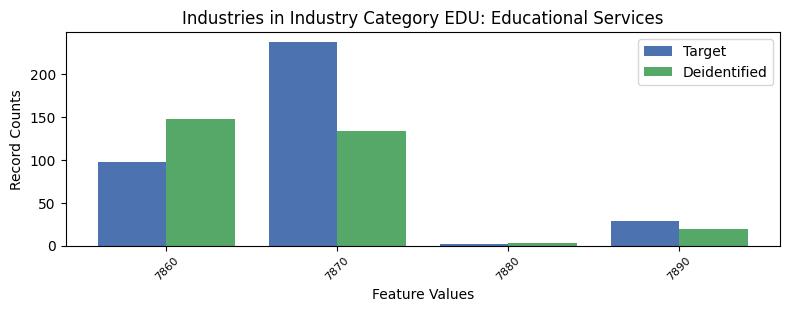 Industries in Industry Category EDU: Educational Services
Target
Deidentified
Record Counts
200
150
100
50
0
7860
7870
7880
7890
Feature Values